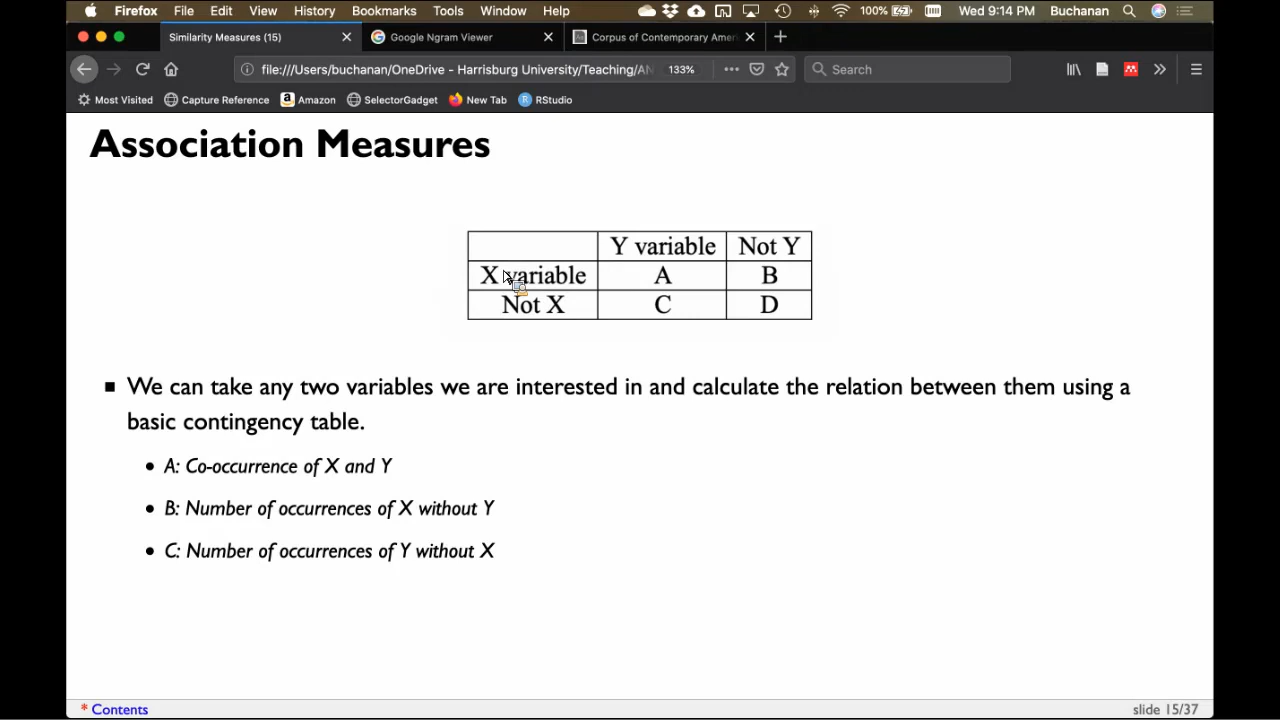 Firefox File Edit View History Bookmarks Tools Window Help 100% Wed 9:14 PM Buchanan
Similarity Measures (15) Google Ngram Viewer Corpus of Contemporary Amer
file:///Users/buchanan/OneDrive - Harrisburg University/Teaching/AN 133% Search
Most Visited Capture Reference Amazon SelectorGadget New Tab RStudio
Association Measures
Y variable Not Y
X variable A B
Not X C D
We can take any two variables we are interested in and calculate the relation between them using a
basic contingency table.
A: Co-occurrence of X and Y
B: Number of occurrences of X without Y
C: Number of occurrences of Y without X
* Contents slide 15/37